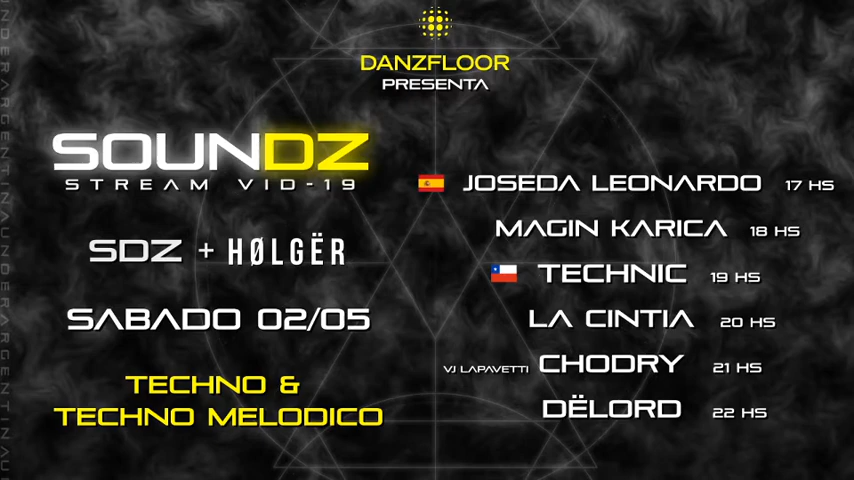 DANZFLOOR
PRESENTA
SOUNDZ
STREAM VID-19
SDZ + HØLGËR
SABADO 02/05
TECHNO &
TECHNO MELODICO
JOSEDA LEONARDO 17 HS
MAGIN KARICA 18 HS
TECHNIC 19 HS
LA CINTIA 20 HS
VJ LAPAVETTI CHODRY 21 HS
DËLORD 22 HS
UNDERARGENTINAUNDERARGENTINAU